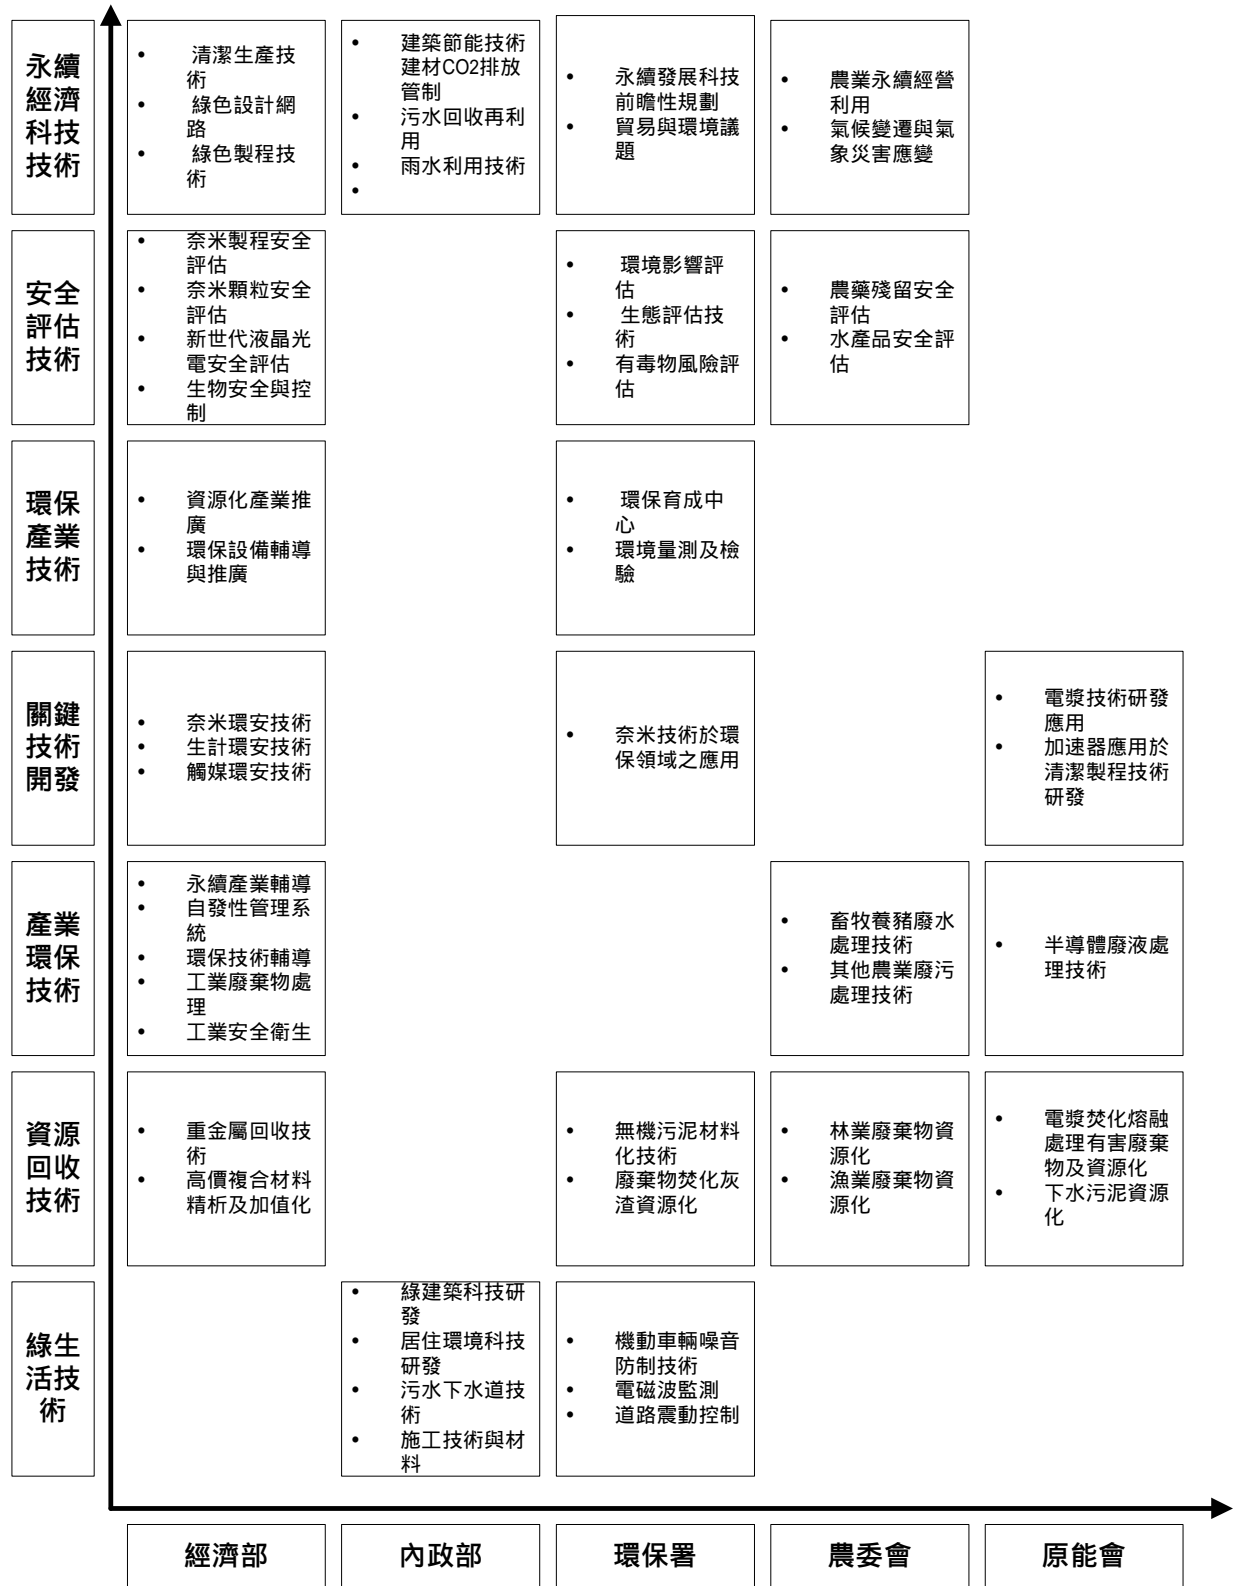 永續
經濟
科技
技術
• 清潔生產技
術
• 綠色設計網
路
• 綠色製程技
術
• 建築節能技術
建材CO2排放
管制
• 污水回收再利
用
• 雨水利用技術
•
• 永續發展科技
前瞻性規劃
• 貿易與環境議
題
• 農業永續經營
利用
• 氣候變遷與氣
象災害應變
安全
評估
技術
• 奈米製程安全
評估
• 奈米顆粒安全
評估
• 新世代液晶光
電安全評估
• 生物安全與控
制
• 環境影響評
估
• 生態評估技
術
• 有毒物風險評
估
• 農藥殘留安全
評估
• 水產品安全評
估
環保
產業
技術
• 資源化產業推
廣
• 環保設備輔導
與推廣
• 環保育成中
心
• 環境量測及檢
驗
關鍵
技術
開發
• 奈米環安技術
• 生計環安技術
• 觸媒環安技術
• 奈米技術於環
保領域之應用
• 電漿技術研發
應用
• 加速器應用於
清潔製程技術
研發
產業
環保
技術
• 永續產業輔導
• 自發性管理系
統
• 環保技術輔導
• 工業廢棄物處
理
• 工業安全衛生
• 畜牧養豬廢水
處理技術
• 其他農業廢污
處理技術
• 半導體廢液處
理技術
資源
回收
技術
• 重金屬回收技
術
• 高價複合材料
精析及加值化
• 無機污泥材料
化技術
• 廢棄物焚化灰
渣資源化
• 林業廢棄物資
源化
• 漁業廢棄物資
源化
• 電漿焚化熔融
處理有害廢棄
物及資源化
• 下水污泥資源
化
綠生
活技
術
• 綠建築科技研
發
• 居住環境科技
研發
• 污水下水道技
術
• 施工技術與材
料
• 機動車輛噪音
防制技術
• 電磁波監測
• 道路震動控制
經濟部
內政部
環保署
農委會
原能會